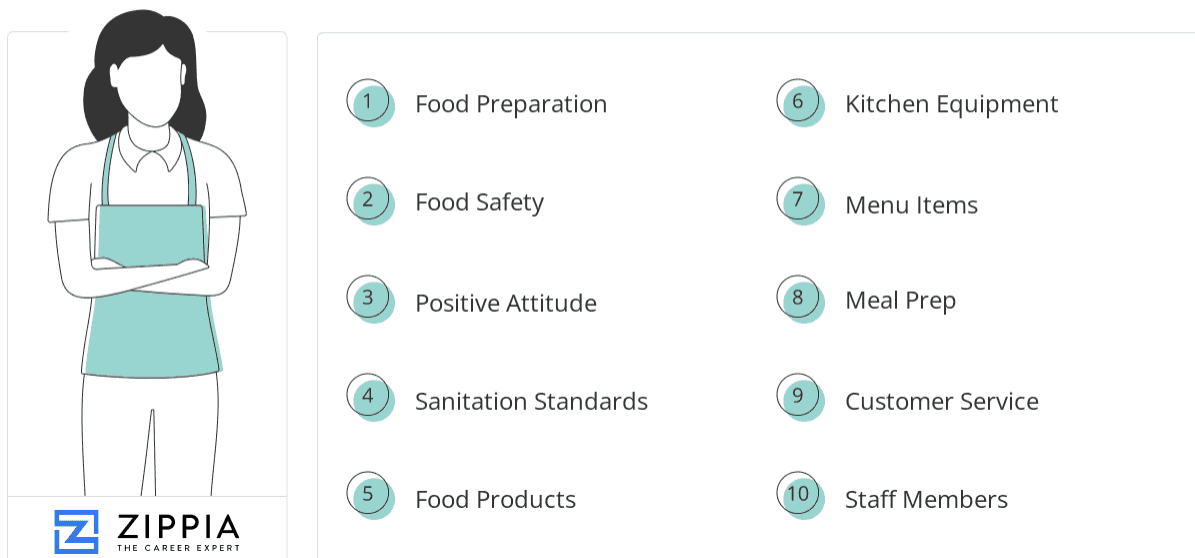 1 Food Preparation
2 Food Safety
3 Positive Attitude
4 Sanitation Standards
5 Food Products
6 Kitchen Equipment
7 Menu Items
8 Meal Prep
9 Customer Service
10 Staff Members
ZIPPIA
THE CAREER EXPERT